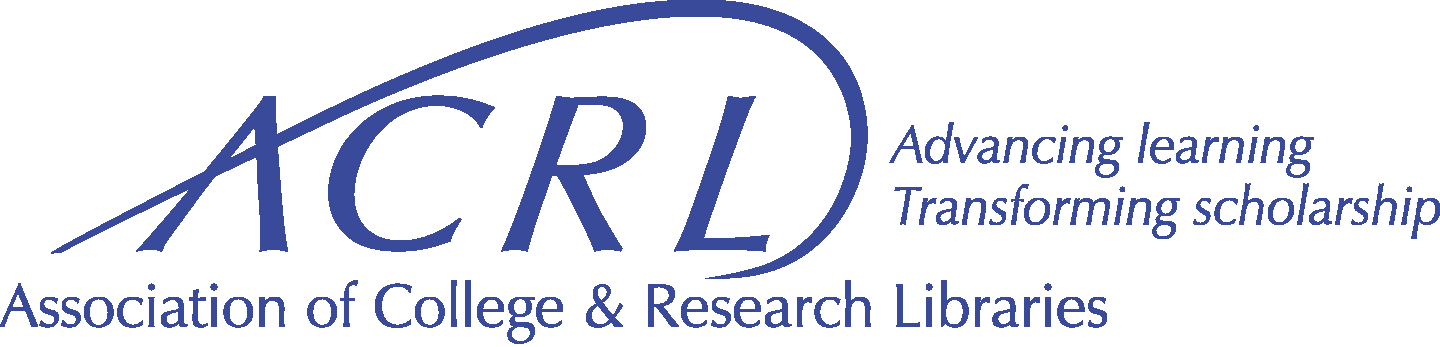 ACRL
Advancing learning
Transforming scholarship
Association of College & Research Libraries